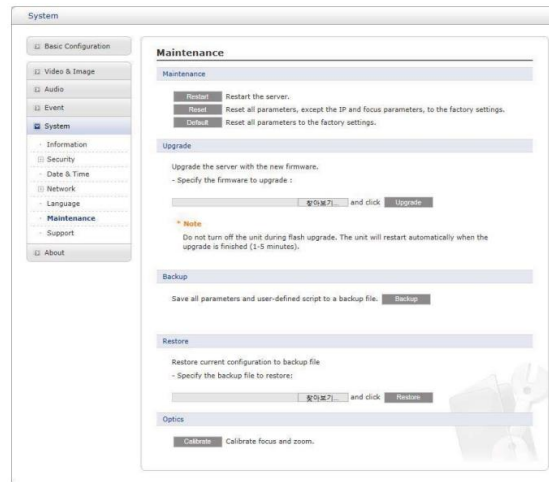 System
Basic Configuration
Video & Image
Audio
Event
System
Information
Security
Date & Time
Network
Language
Maintenance
Support
About
Maintenance
Maintenance
Restart Restart the server.
Reset Reset all parameters, except the IP and focus parameters, to the factory settings.
Default Reset all parameters to the factory settings.
Upgrade
Upgrade the server with the new firmware.
- Specify the firmware to upgrade :
찾아보기... and click Upgrade
* Note
Do not turn off the unit during flash upgrade. The unit will restart automatically when the
upgrade is finished (1-5 minutes).
Backup
Save all parameters and user-defined script to a backup file. Backup
Restore
Restore current configuration to backup file
- Specify the backup file to restore:
찾아보기... and click Restore
Optics
Calibrate Calibrate focus and zoom.